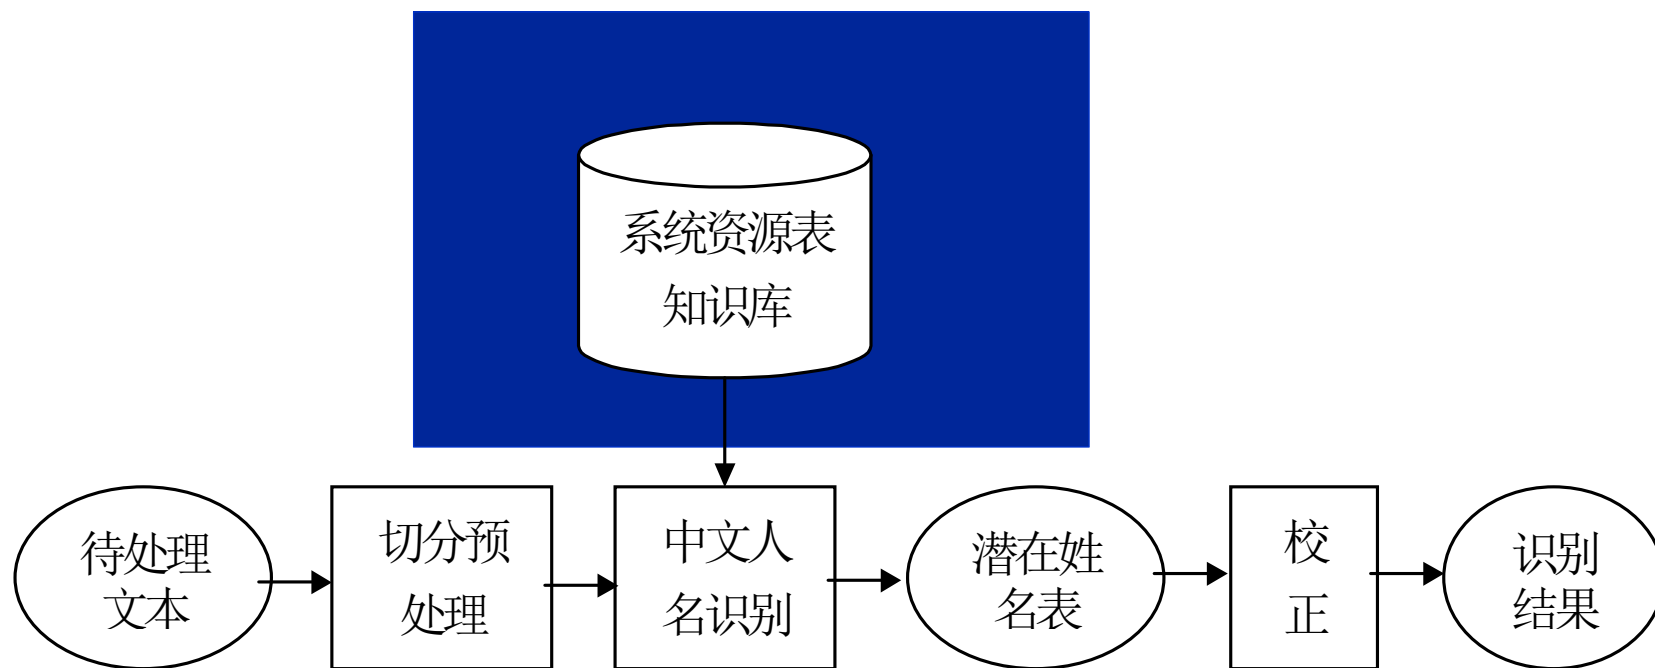 系统资源表
知识库
待处理
文本
切分预
处理
中文人
名识别
潜在姓
名表
校
正
识别
结果